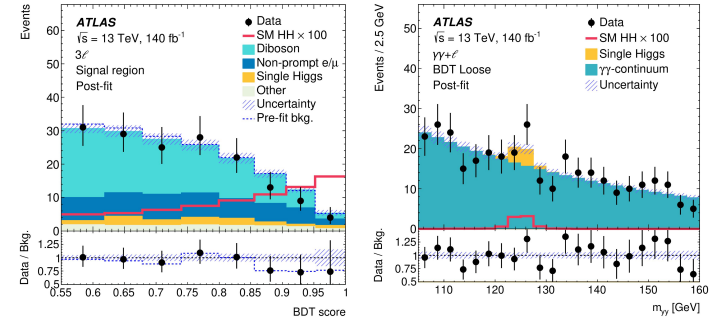 Events
ATLAS
√s = 13 TeV, 140 fb⁻¹
3ℓ
Signal region
Post-fit
Data
SM HH × 100
Diboson
Non-prompt e/μ
Single Higgs
Other
Uncertainty
Pre-fit bkg.
60
50
40
30
20
10
0
Data / Bkg.
1.25
1
0.75
0.5
0.55 0.6 0.65 0.7 0.75 0.8 0.85 0.9 0.95 1
BDT score
Events / 2.5 GeV
ATLAS
√s = 13 TeV, 140 fb⁻¹
γγ+ℓ
BDT Loose
Post-fit
Data
SM HH × 100
Single Higgs
γγ-continuum
Uncertainty
50
40
30
20
10
0
Data / Bkg.
1.25
1
0.75
0.5
110 120 130 140 150 160
mγγ [GeV]